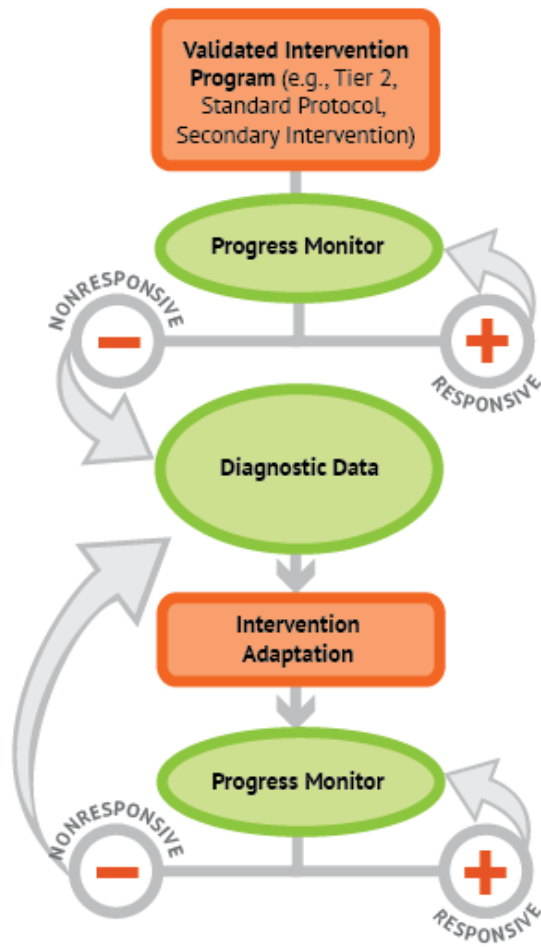 Validated Intervention
Program (e.g., Tier 2,
Standard Protocol,
Secondary Intervention)
Progress Monitor
NONRESPONSIVE
−
+
RESPONSIVE
Diagnostic Data
Intervention
Adaptation
Progress Monitor
NONRESPONSIVE
−
+
RESPONSIVE